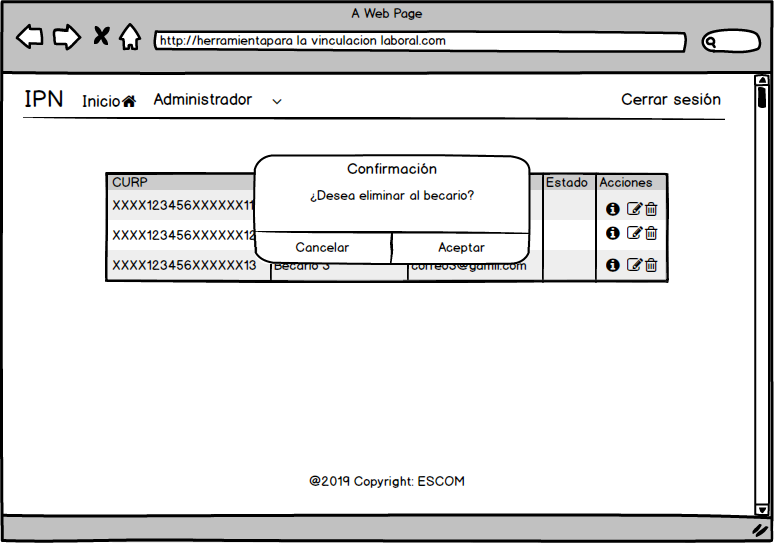 A Web Page
http://herramientapara la vinculacion laboral.com
IPN Inicio Administrador Cerrar sesión
CURP Estado Acciones
XXXX123456XXXXXX11
XXXX123456XXXXXX12
XXXX123456XXXXXX13 Becario 3 correo3@gamil.com
Confirmación
¿Desea eliminar al becario?
Cancelar Aceptar
@2019 Copyright: ESCOM